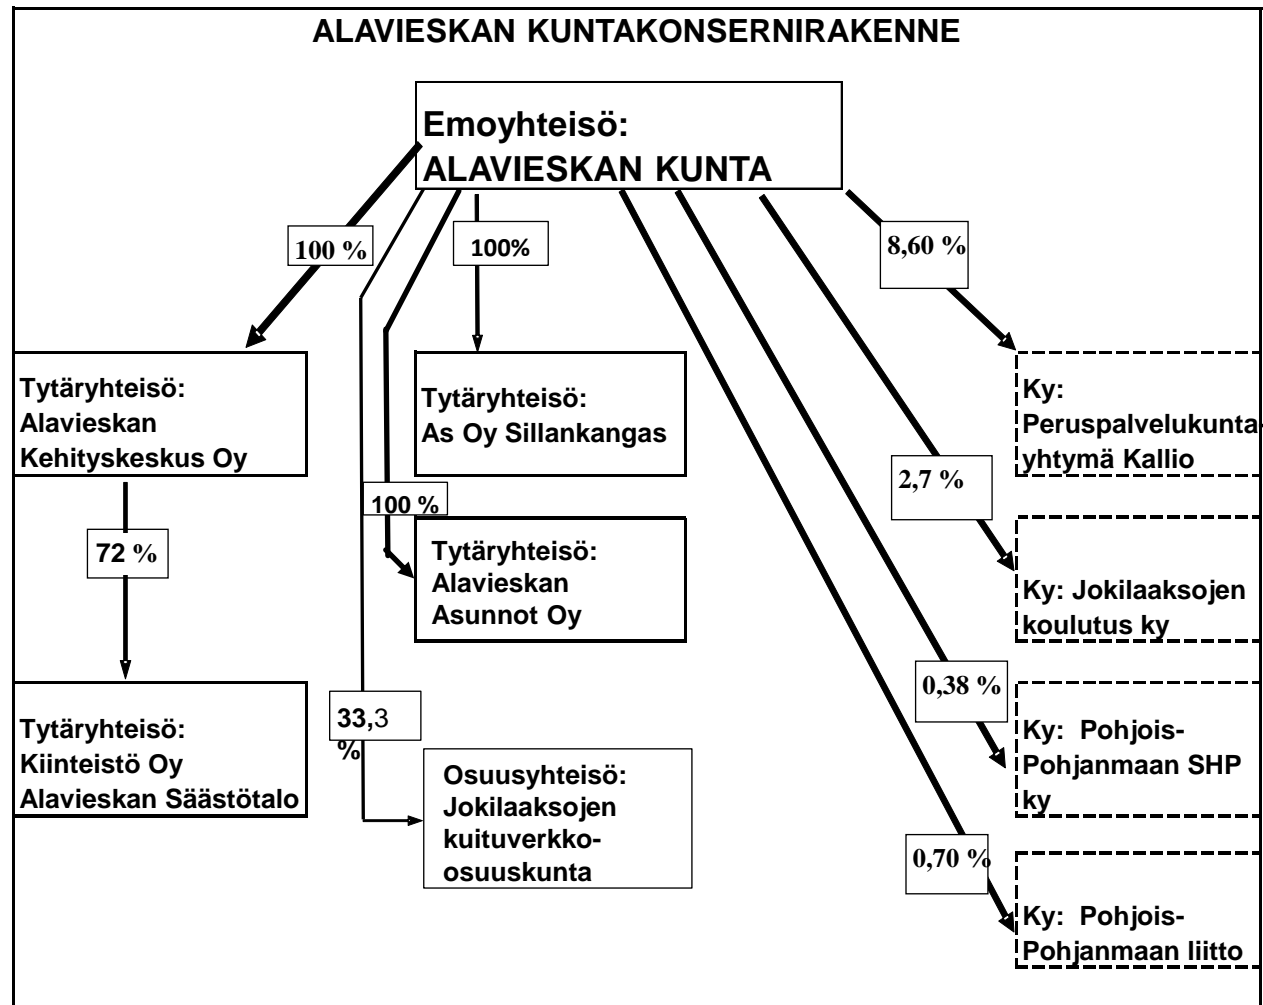 ALAVIESKAN KUNTAKONSERNIRAKENNE
Emoyhteisö:
ALAVIESKAN KUNTA
100 %
100%
8,60 %
Tytäryhteisö:
Alavieskan
Kehityskeskus Oy
Tytäryhteisö:
As Oy Sillankangas
Ky:
Peruspalvelukunta-
yhtymä Kallio
2,7 %
100 %
72 %
Tytäryhteisö:
Alavieskan
Asunnot Oy
Ky: Jokilaaksojen
koulutus ky
0,38 %
33,3
%
Tytäryhteisö:
Kiinteistö Oy
Alavieskan Säästötalo
Osuusyhteisö:
Jokilaaksojen
kuituverkko-
osuuskunta
Ky: Pohjois-
Pohjanmaan SHP
ky
0,70 %
Ky: Pohjois-
Pohjanmaan liitto